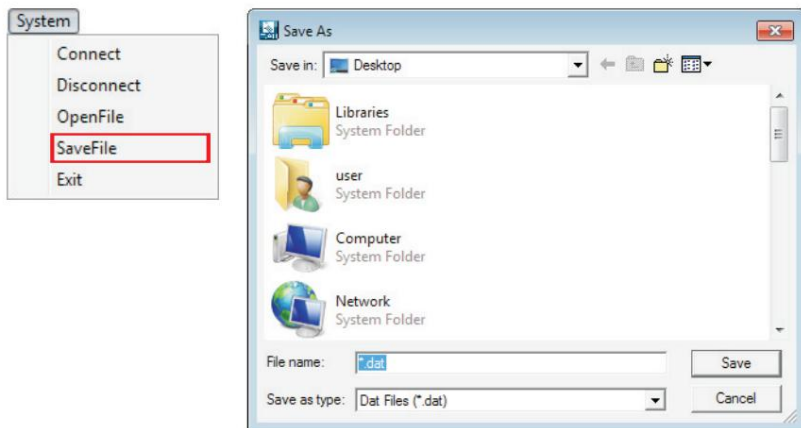 System
Connect
Disconnect
OpenFile
SaveFile
Exit
Save As
Save in: Desktop
Libraries
System Folder
user
System Folder
Computer
System Folder
Network
System Folder
File name: *.dat Save
Save as type: Dat Files (*.dat) Cancel